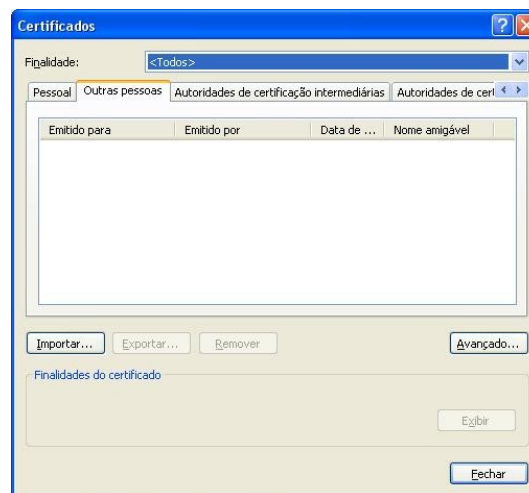 Certificados
Finalidade: <Todos>
Pessoal Outras pessoas Autoridades de certificação intermediárias Autoridades de cert
Emitido para Emitido por Data de ... Nome amigável
Importar... Exportar... Remover Avançado...
Finalidades do certificado
Exibir
Fechar